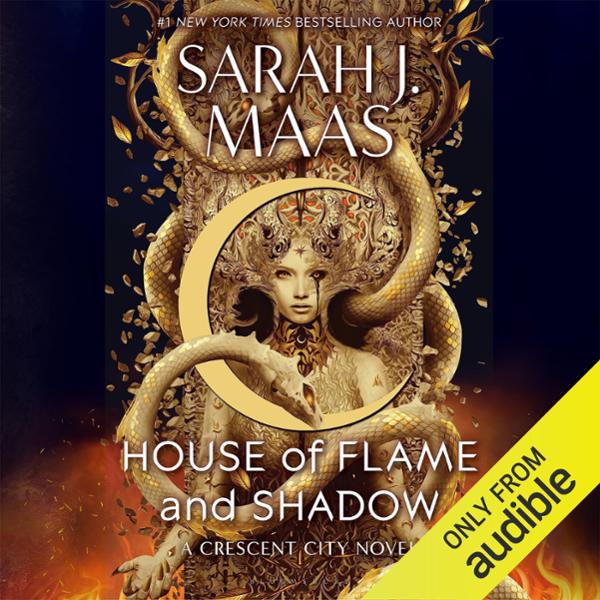 #1 NEW YORK TIMES BESTSELLING AUTHOR
SARAH J.
MAAS
HOUSE of FLAME
and SHADOW
A CRESCENT CITY NOVEL
ONLY FROM
audible